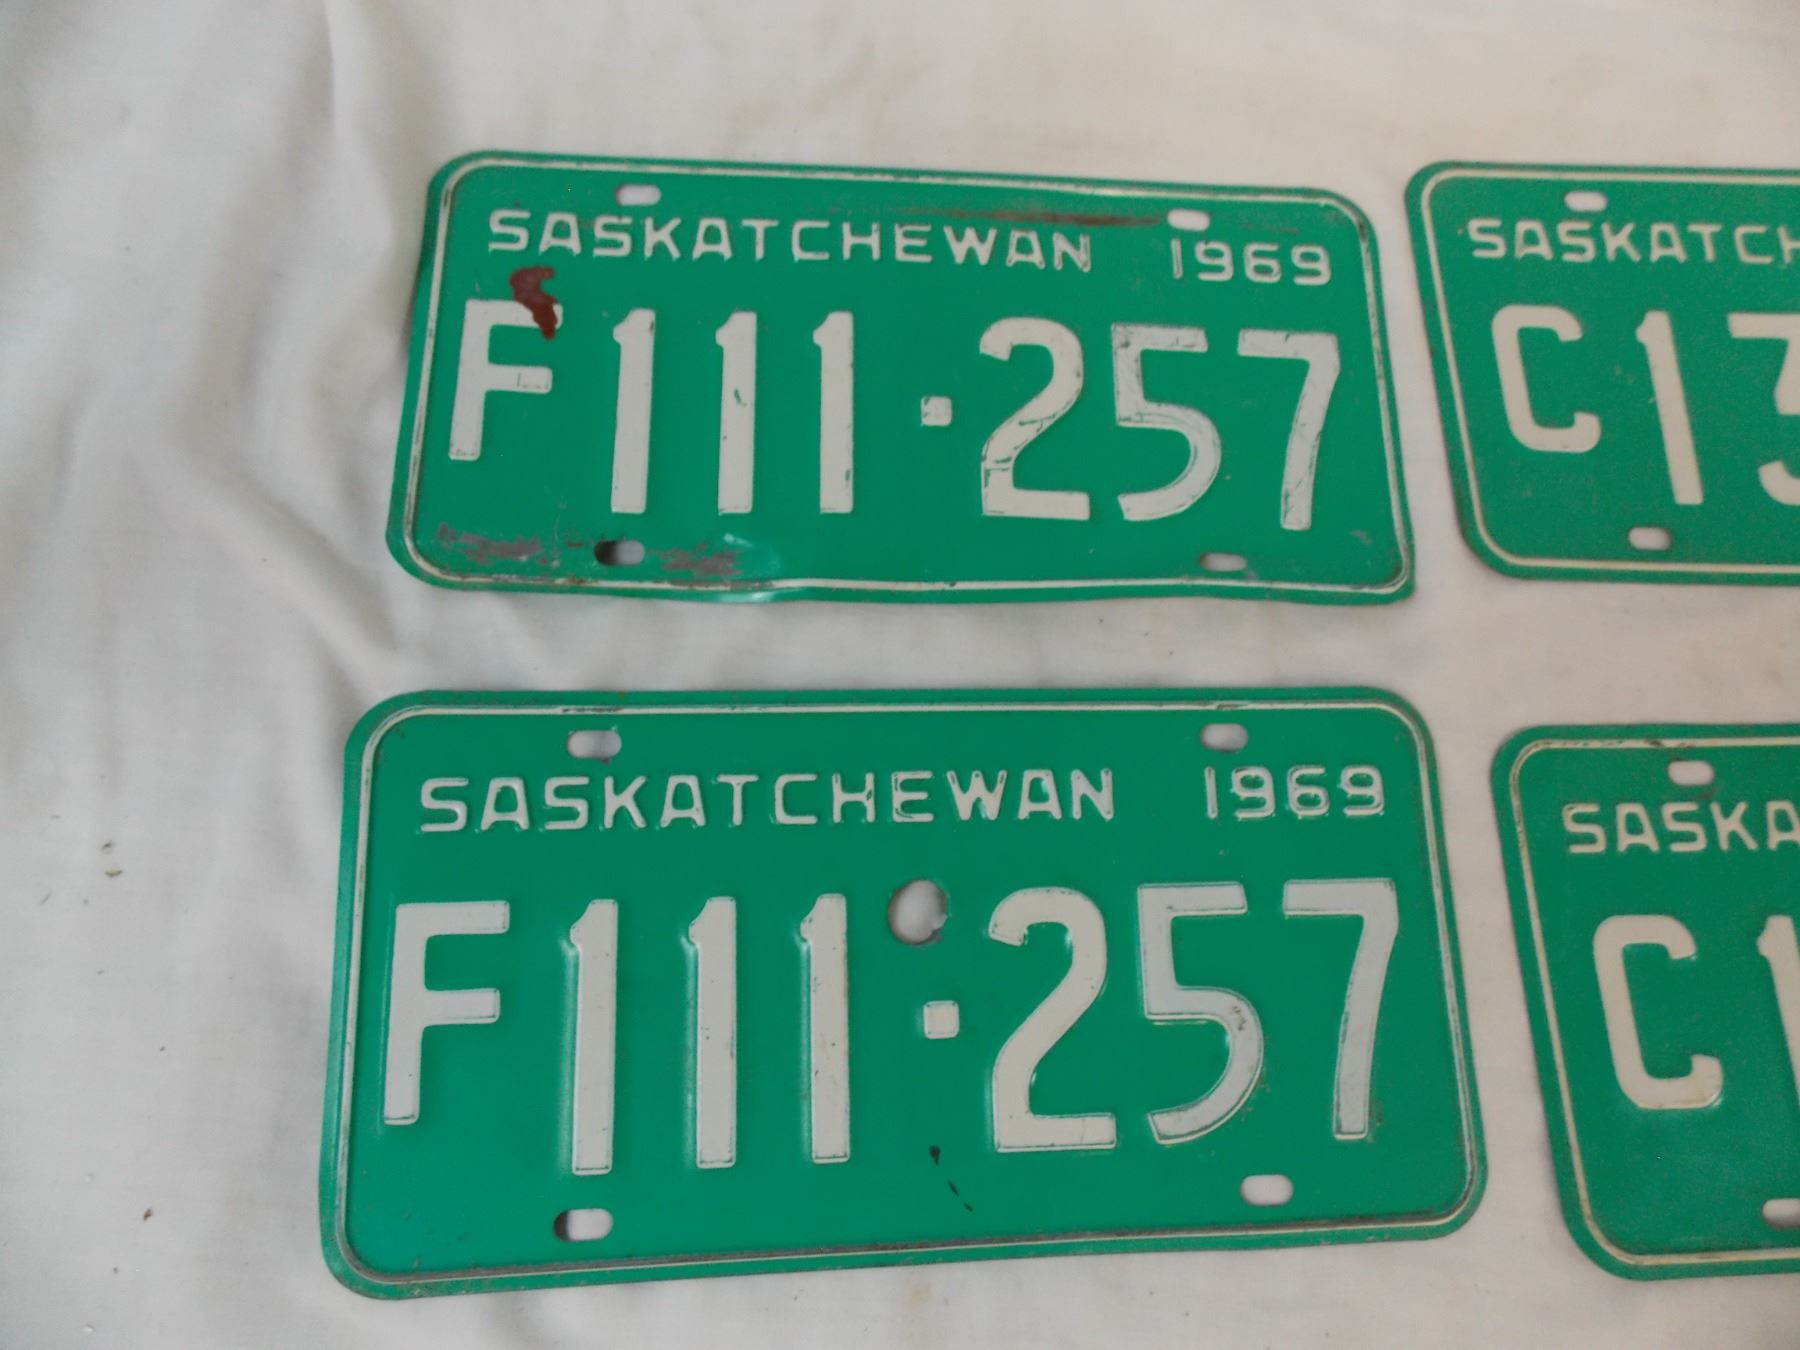 SASKATCHEWAN 1969
F111·257
SASKATCH
C13
SASKATCHEWAN 1969
F111·257
SASKA
C1